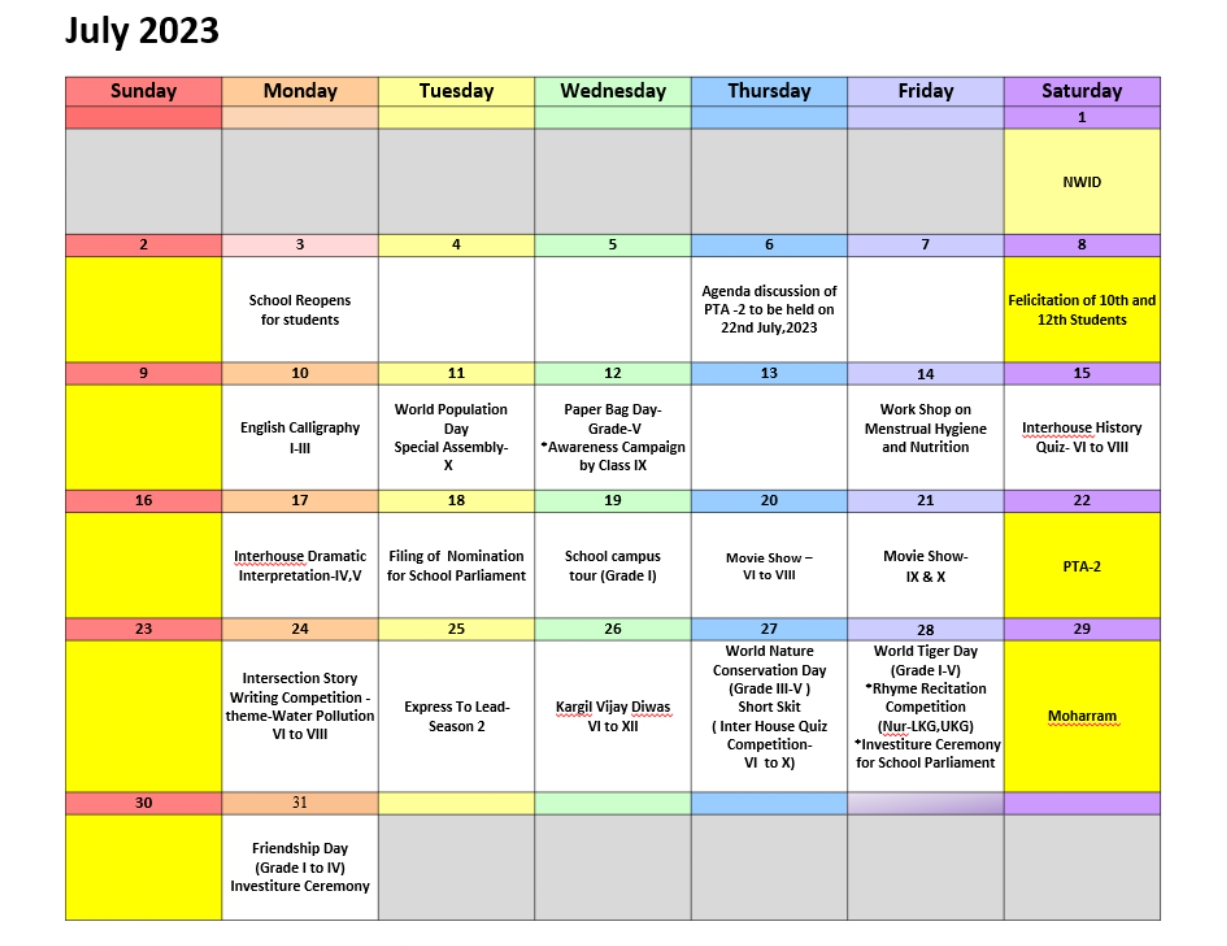 July 2023
Sunday Monday Tuesday Wednesday Thursday Friday Saturday
1
NWID
2 3 4 5 6 7 8
School Reopens
for students
Agenda discussion of
PTA -2 to be held on
22nd July,2023
Felicitation of 10th and
12th Students
9 10 11 12 13 14 15
English Calligraphy
I-III
World Population
Day
Special Assembly-
X
Paper Bag Day-
Grade-V
*Awareness Campaign
by Class IX
Work Shop on
Menstrual Hygiene
and Nutrition
Interhouse History
Quiz- VI to VIII
16 17 18 19 20 21 22
Interhouse Dramatic
Interpretation-IV,V
Filing of Nomination
for School Parliament
School campus
tour (Grade I)
Movie Show –
VI to VIII
Movie Show-
IX & X
PTA-2
23 24 25 26 27 28 29
Intersection Story
Writing Competition -
theme-Water Pollution
VI to VIII
Express To Lead-
Season 2
Kargil Vijay Diwas
VI to XII
World Nature
Conservation Day
(Grade III-V )
Short Skit
( Inter House Quiz
Competition-
VI to X)
World Tiger Day
(Grade I-V)
*Rhyme Recitation
Competition
(Nur-LKG,UKG)
*Investiture Ceremony
for School Parliament
Moharram
30 31
Friendship Day
(Grade I to IV)
Investiture Ceremony